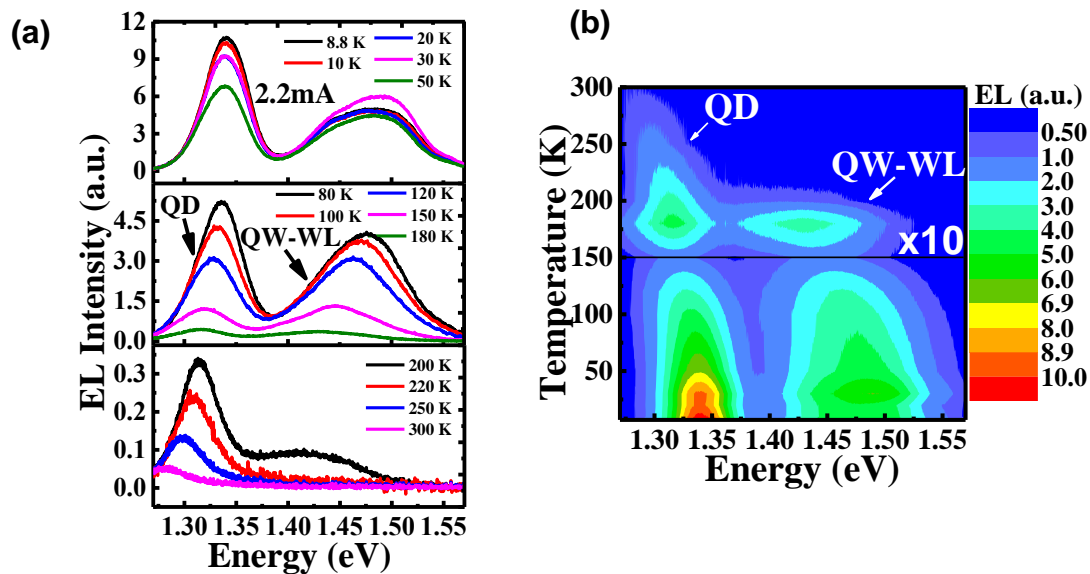 (a)
EL Intensity (a.u.)
12
9
6
3
0
8.8 K
10 K
20 K
30 K
50 K
2.2mA
4.5
3.0
1.5
0.0
QD
QW-WL
80 K
100 K
120 K
150 K
180 K
0.3
0.2
0.1
0.0
200 K
220 K
250 K
300 K
1.30 1.35 1.40 1.45 1.50 1.55
Energy (eV)
(b)
Temperature (K)
300
250
200
150
100
50
QD
QW-WL
x10
1.30 1.35 1.40 1.45 1.50 1.55
Energy (eV)
EL (a.u.)
0.50
1.0
2.0
3.0
4.0
5.0
6.0
6.9
8.0
8.9
10.0